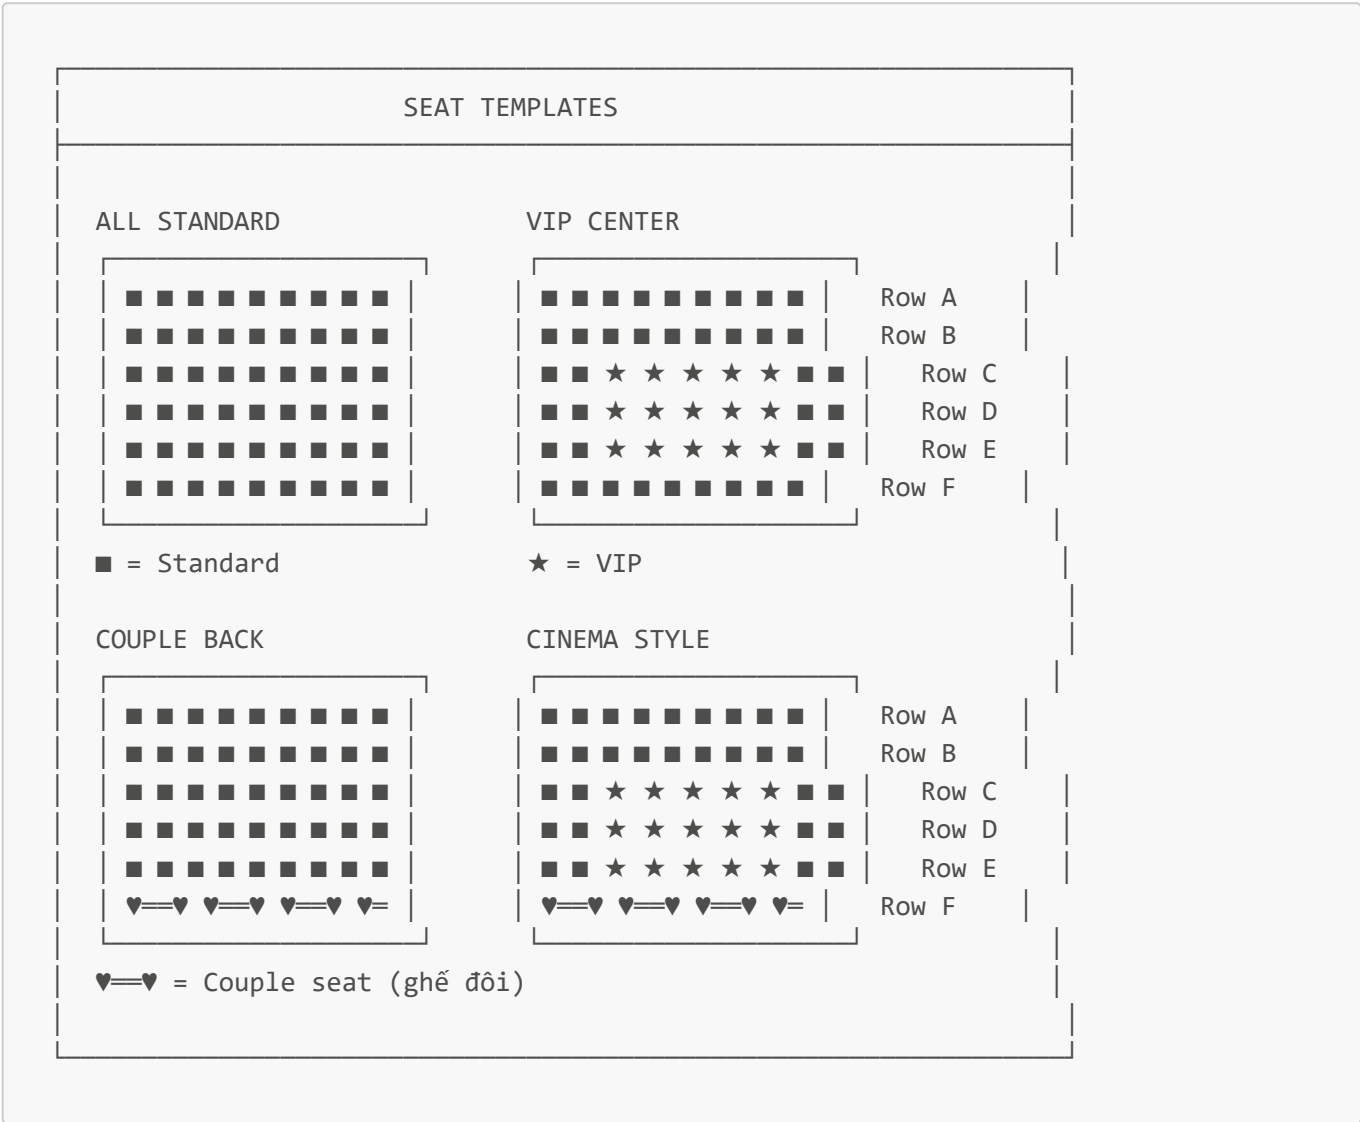 SEAT TEMPLATES
ALL STANDARD VIP CENTER
■ ■ ■ ■ ■ ■ ■ ■ ■ ■ ■ ■ ■ ■ ■ ■ ■ ■ Row A
■ ■ ■ ■ ■ ■ ■ ■ ■ ■ ■ ■ ■ ■ ■ ■ ■ ■ Row B
■ ■ ■ ■ ■ ■ ■ ■ ■ ■ ■ ★ ★ ★ ★ ★ ■ ■ Row C
■ ■ ■ ■ ■ ■ ■ ■ ■ ■ ■ ★ ★ ★ ★ ★ ■ ■ Row D
■ ■ ■ ■ ■ ■ ■ ■ ■ ■ ■ ★ ★ ★ ★ ★ ■ ■ Row E
■ ■ ■ ■ ■ ■ ■ ■ ■ ■ ■ ■ ■ ■ ■ ■ ■ ■ Row F
■ = Standard ★ = VIP
COUPLE BACK CINEMA STYLE
■ ■ ■ ■ ■ ■ ■ ■ ■ ■ ■ ■ ■ ■ ■ ■ ■ ■ Row A
■ ■ ■ ■ ■ ■ ■ ■ ■ ■ ■ ■ ■ ■ ■ ■ ■ ■ Row B
■ ■ ■ ■ ■ ■ ■ ■ ■ ■ ■ ★ ★ ★ ★ ★ ■ ■ Row C
■ ■ ■ ■ ■ ■ ■ ■ ■ ■ ■ ★ ★ ★ ★ ★ ■ ■ Row D
■ ■ ■ ■ ■ ■ ■ ■ ■ ■ ■ ★ ★ ★ ★ ★ ■ ■ Row E
♥══♥ ♥══♥ ♥══♥ ♥═ ♥══♥ ♥══♥ ♥══♥ ♥═ Row F
♥══♥ = Couple seat (ghế đôi)